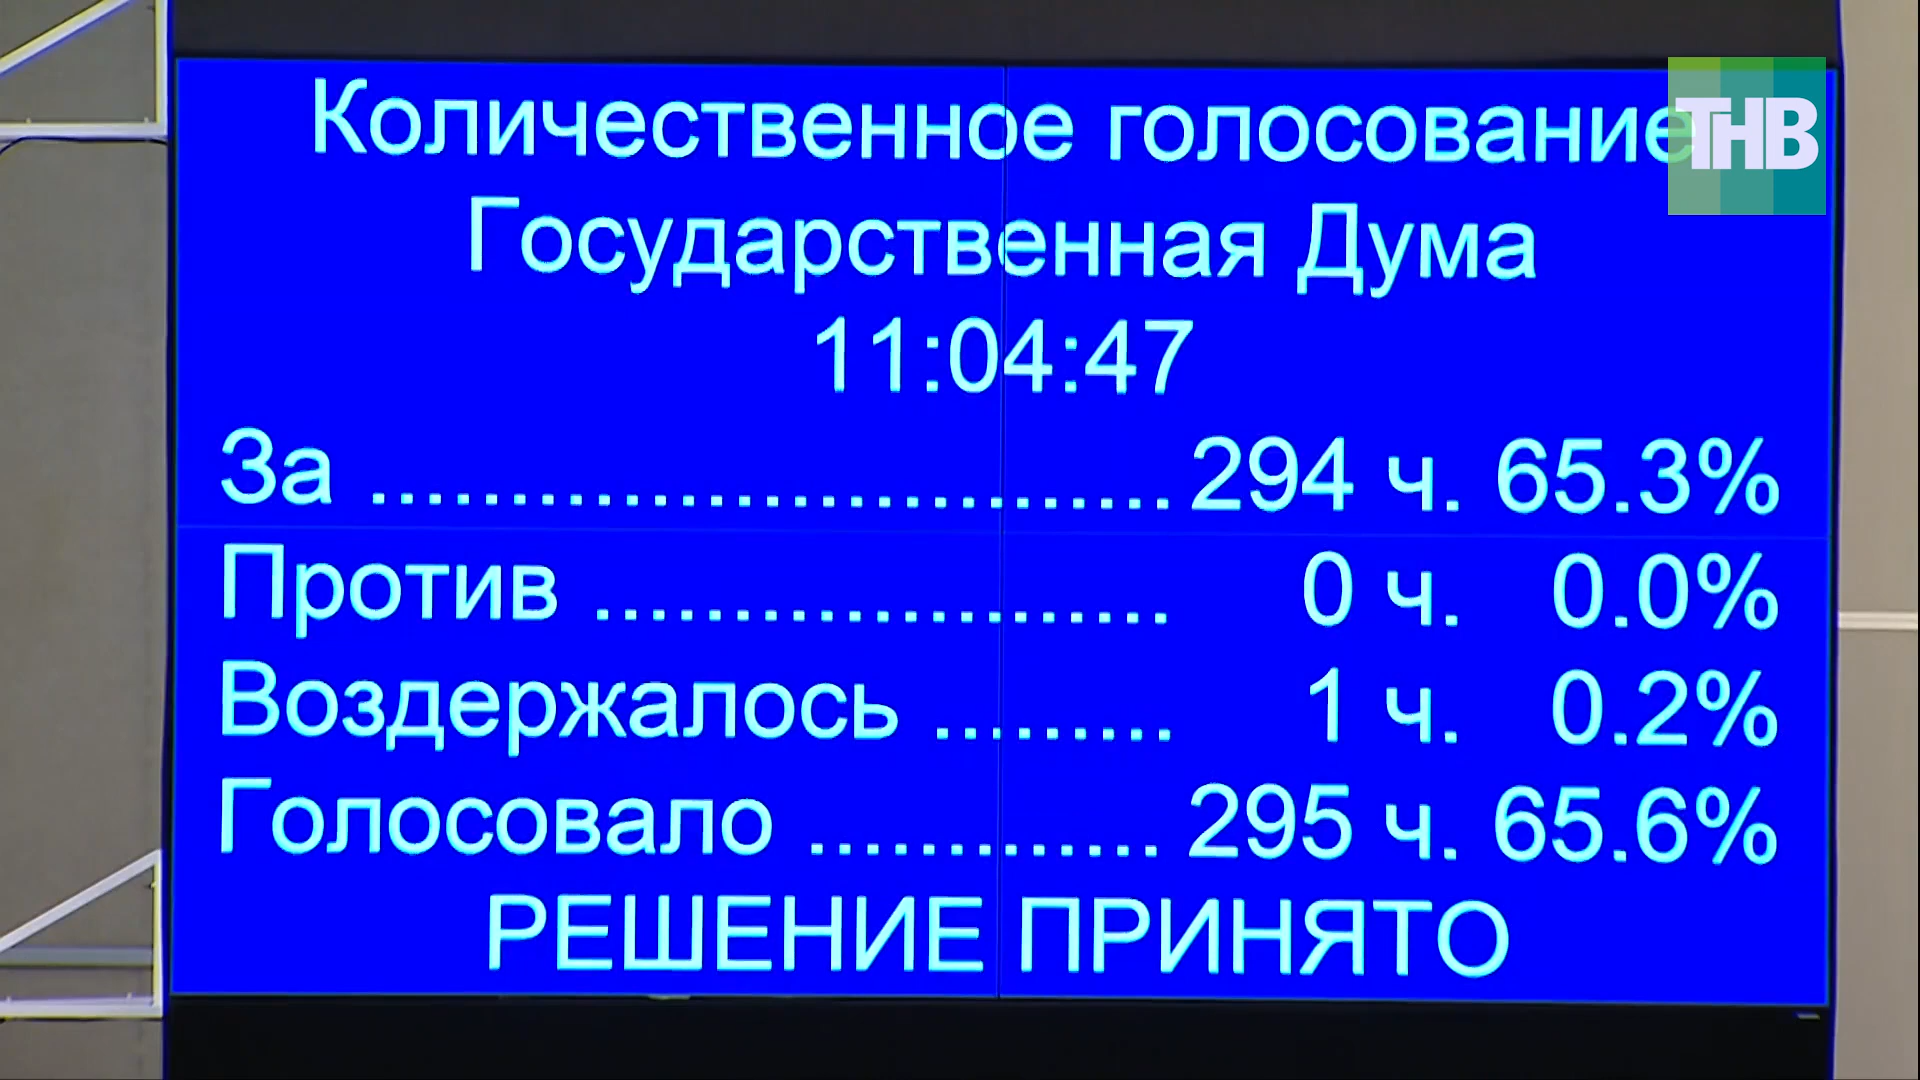 Количественное голосование
ТНВ
Государственная Дума
11:04:47
За ............................. 294 ч. 65.3%
Против ..................... 0 ч. 0.0%
Воздержалось ......... 1 ч. 0.2%
Голосовало ............. 295 ч. 65.6%
РЕШЕНИЕ ПРИНЯТО